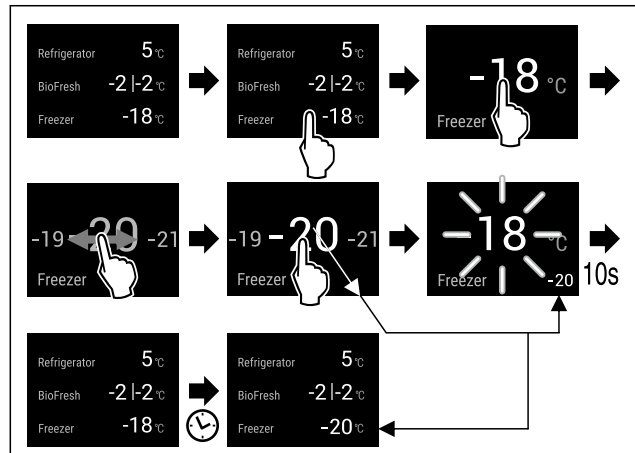 Refrigerator 5 °C
BioFresh -2|-2 °C
Freezer -18 °C
Refrigerator 5 °C
BioFresh -2|-2 °C
Freezer -18 °C
-18 °C
Freezer
-19 -20 -21
Freezer
-19 -20 -21
Freezer
-18 °C
Freezer -20
10s
Refrigerator 5 °C
BioFresh -2|-2 °C
Freezer -18 °C
Refrigerator 5 °C
BioFresh -2|-2 °C
Freezer -20 °C